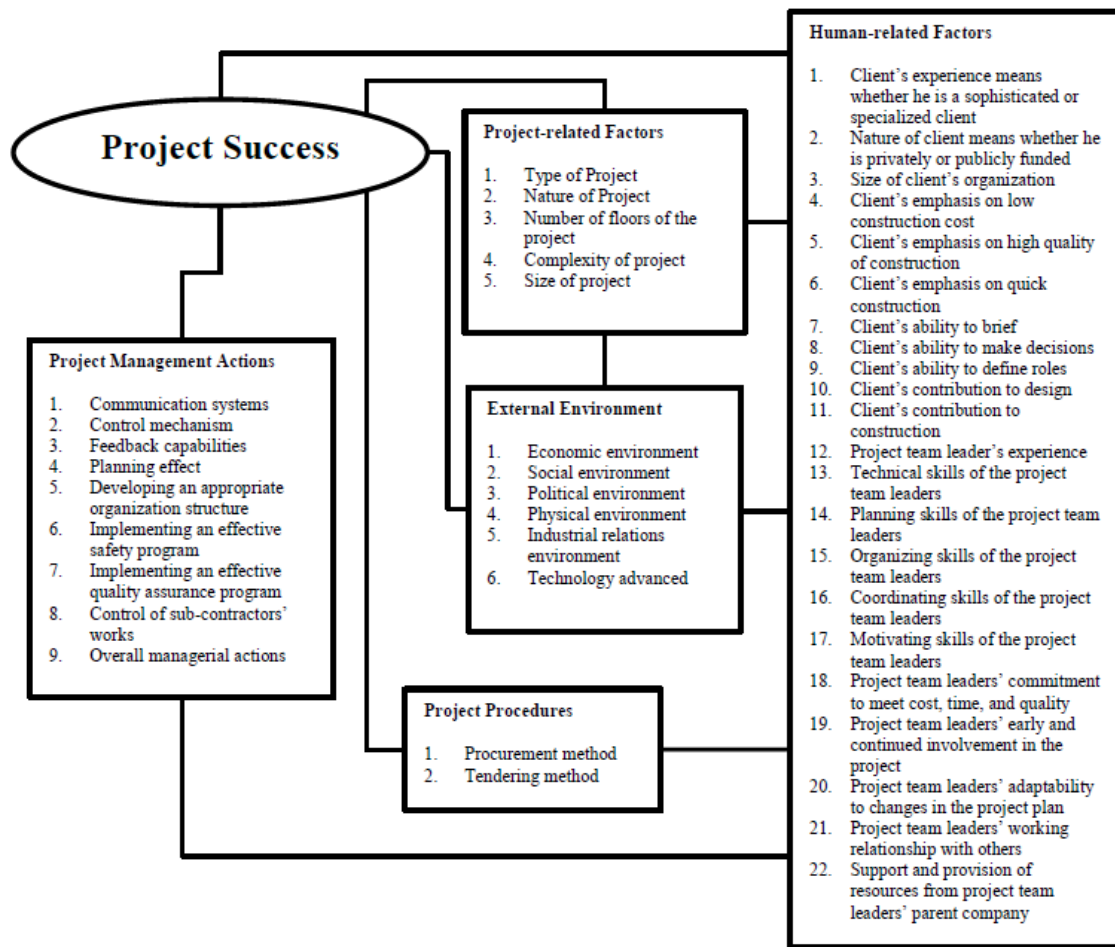 Project Success
Project Management Actions
1. Communication systems
2. Control mechanism
3. Feedback capabilities
4. Planning effect
5. Developing an appropriate
organization structure
6. Implementing an effective
safety program
7. Implementing an effective
quality assurance program
8. Control of sub-contractors’
works
9. Overall managerial actions
Project-related Factors
1. Type of Project
2. Nature of Project
3. Number of floors of the
project
4. Complexity of project
5. Size of project
External Environment
1. Economic environment
2. Social environment
3. Political environment
4. Physical environment
5. Industrial relations
environment
6. Technology advanced
Project Procedures
1. Procurement method
2. Tendering method
Human-related Factors
1. Client’s experience means
whether he is a sophisticated or
specialized client
2. Nature of client means whether he
is privately or publicly funded
3. Size of client’s organization
4. Client’s emphasis on low
construction cost
5. Client’s emphasis on high quality
of construction
6. Client’s emphasis on quick
construction
7. Client’s ability to brief
8. Client’s ability to make decisions
9. Client’s ability to define roles
10. Client’s contribution to design
11. Client’s contribution to
construction
12. Project team leader’s experience
13. Technical skills of the project
team leaders
14. Planning skills of the project team
leaders
15. Organizing skills of the project
team leaders
16. Coordinating skills of the project
team leaders
17. Motivating skills of the project
team leaders
18. Project team leaders’ commitment
to meet cost, time, and quality
19. Project team leaders’ early and
continued involvement in the
project
20. Project team leaders’ adaptability
to changes in the project plan
21. Project team leaders’ working
relationship with others
22. Support and provision of
resources from project team
leaders’ parent company